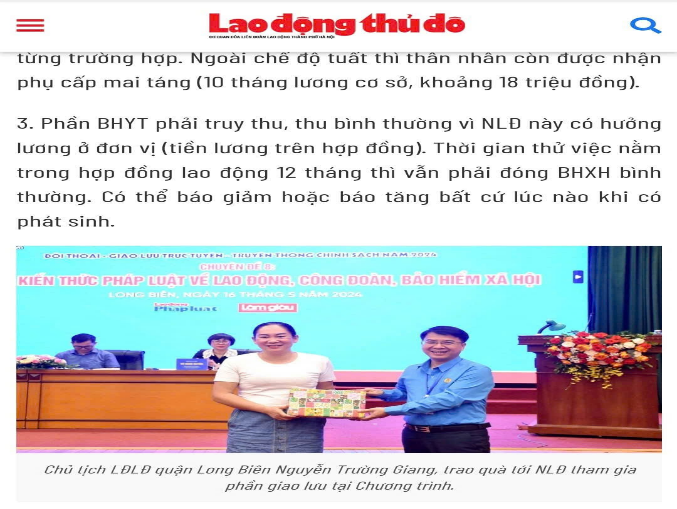 Lao động thủ đô
từng trường hợp. Ngoài chế độ tuất thì thân nhân còn được nhận
phụ cấp mai táng (10 tháng lương cơ sở, khoảng 18 triệu đồng).
3. Phần BHYT phải truy thu, thu bình thường vì NLĐ này có hưởng
lương ở đơn vị (tiền lương trên hợp đồng). Thời gian thử việc nằm
trong hợp đồng lao động 12 tháng thì vẫn phải đóng BHXH bình
thường. Có thể báo giảm hoặc báo tăng bất cứ lúc nào khi có
phát sinh.
ĐỐI THOẠI - GIAO LƯU TRỰC TUYẾN - TRUYỀN THÔNG CHÍNH SÁCH NĂM 2024
CHUYÊN ĐỀ 8:
KIẾN THỨC PHÁP LUẬT VỀ LAO ĐỘNG, CÔNG ĐOÀN, BẢO HIỂM XÃ HỘI
LONG BIÊN, NGÀY 16 THÁNG 5 NĂM 2024
Pháp luật
Làm giàu
Chủ tịch LĐLĐ quận Long Biên Nguyễn Trường Giang, trao quà tới NLĐ tham gia
phần giao lưu tại Chương trình.